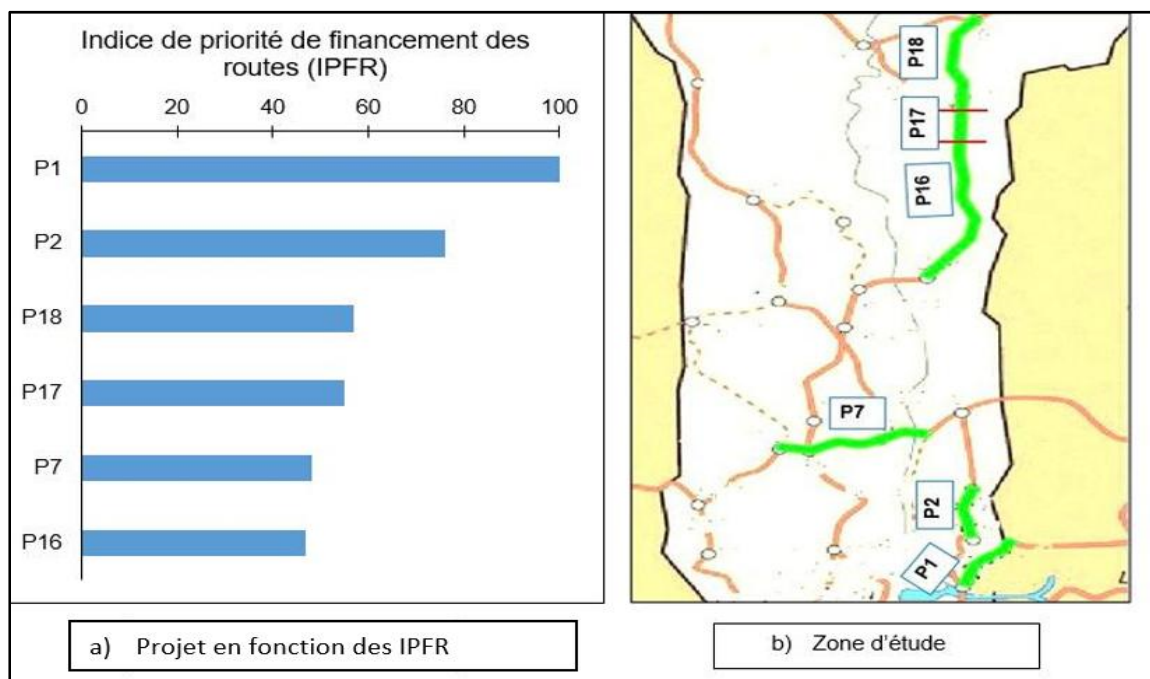 Indice de priorité de financement des
routes (IPFR)
0 20 40 60 80 100
P1
P2
P18
P17
P7
P16
a) Projet en fonction des IPFR
P18
P17
P16
P7
P2
P1
L
b) Zone d'étude